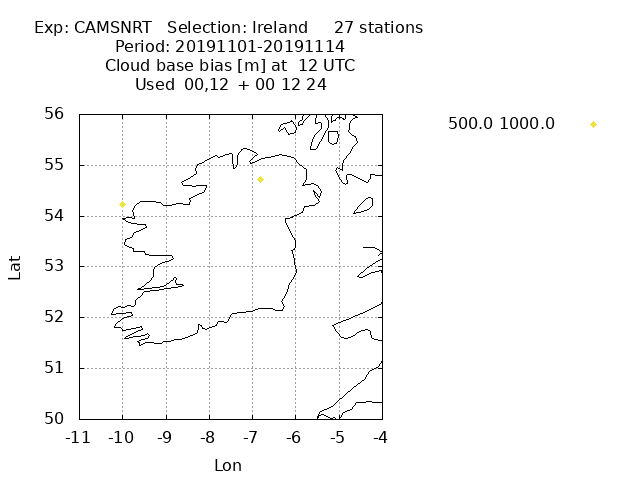 Exp: CAMSNRT   Selection: Ireland     27 stations
Period: 20191101-20191114
Cloud base bias [m] at  12 UTC
Used  00,12  + 00 12 24
500.0 1000.0
56
55
54
53
52
51
50
Lat
-11 -10 -9 -8 -7 -6 -5 -4
Lon